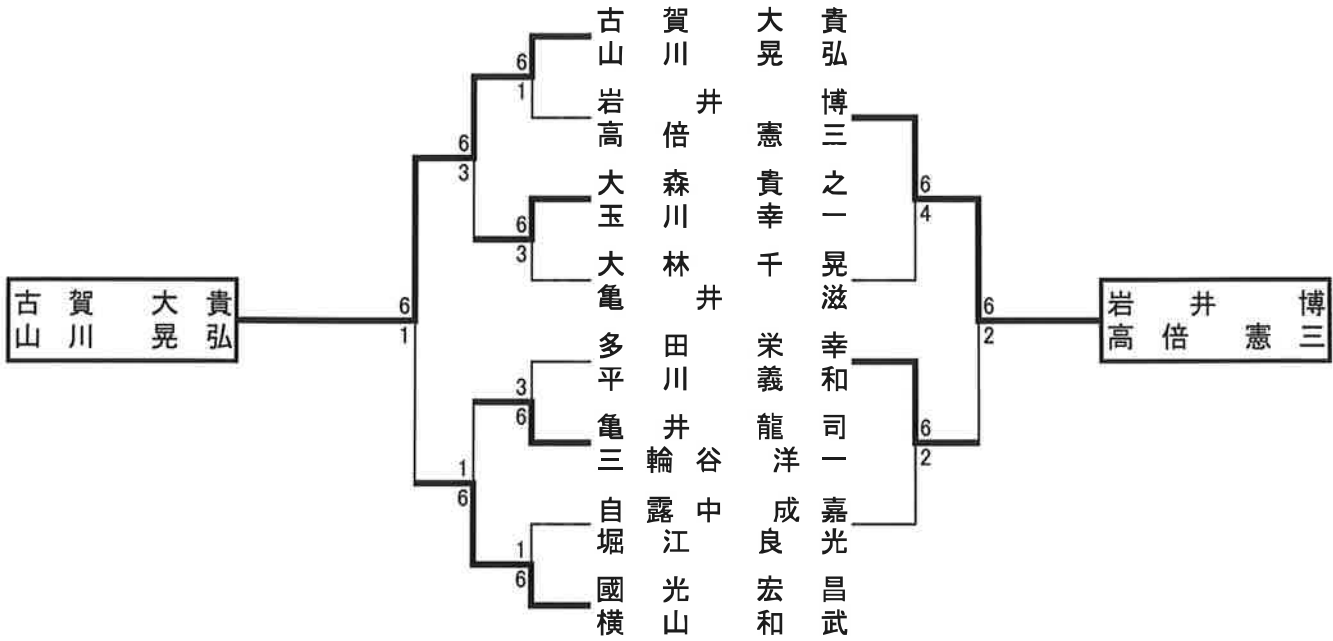 古賀 大貴
山川 晃弘
6
1
岩井 博
高倍 憲三
6
3
大森 貴之
玉川 幸一
6
4
6
3
大林 千晃
亀井 滋
古賀 大貴
山川 晃弘
6
1
6
2
岩井 博
高倍 憲三
多田 栄幸
平川 義和
3
6
亀井 龍司
三輪谷 洋一
6
2
1
6
自露中 成嘉
堀江 良光
1
6
國光 宏昌
横山 和武